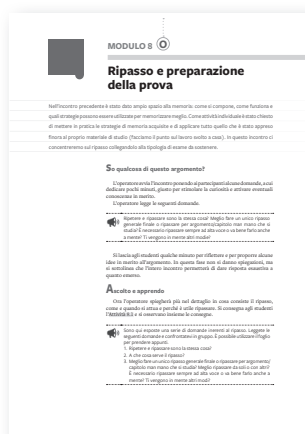 MODULO 8 O
Ripasso e preparazione
della prova
Nell'incontro precedente è stato dato ampio spazio alla memoria: come si compone, come funziona e
quali strategie possono essere utilizzate per memorizzare meglio. Come attività individuale è stato chiesto
di mettere in pratica le strategie di memoria acquisite e di applicare tutto quello che è stato appreso
finora al proprio materiale di studio (facciamo il punto sul lavoro svolto a casa). In questo incontro ci
concentreremo sul ripasso collegandolo alla tipologia di esame da sostenere.
So qualcosa di questo argomento?
L'operatore avvia l'incontro ponendo ai partecipanti alcune domande, a cui
dedicare pochi minuti, giusto per stimolare la curiosità e attivare eventuali
conoscenze in merito.
L'operatore legge le seguenti domande.
Ripetere e ripassare sono la stessa cosa? Meglio fare un unico ripasso
generale finale o ripassare per argomento/capitolo man mano che si
studia? È necessario ripassare sempre ad alta voce o va bene farlo anche
a mente? Ti vengono in mente altri modi?
Si lascia agli studenti qualche minuto per riflettere e per proporre alcune
idee in merito all'argomento. In questa fase non si danno spiegazioni, ma
si sottolinea che l'intero incontro permetterà di dare risposta esaustiva a
quanto emerso.
Ascolto e apprendo
Ora l'operatore spiegherà più nel dettaglio in cosa consiste il ripasso,
come e quando si attua e perché è utile ripassare. Si consegna agli studenti
l'Attività 8.2 e si osservano insieme le consegne.
Sono qui esposte una serie di domande inerenti al ripasso. Leggete le
seguenti domande e confrontatevi in gruppo. È possibile utilizzare il foglio
per prendere appunti.
1. Ripetere e ripassare sono la stessa cosa?
2. A che cosa serve il ripasso?
3. Meglio fare un unico ripasso generale finale o ripassare per argomento/
capitolo man mano che si studia? Meglio ripassare da soli o con altri?
È necessario ripassare sempre ad alta voce o va bene farlo anche a
mente? Ti vengono in mente altri modi?